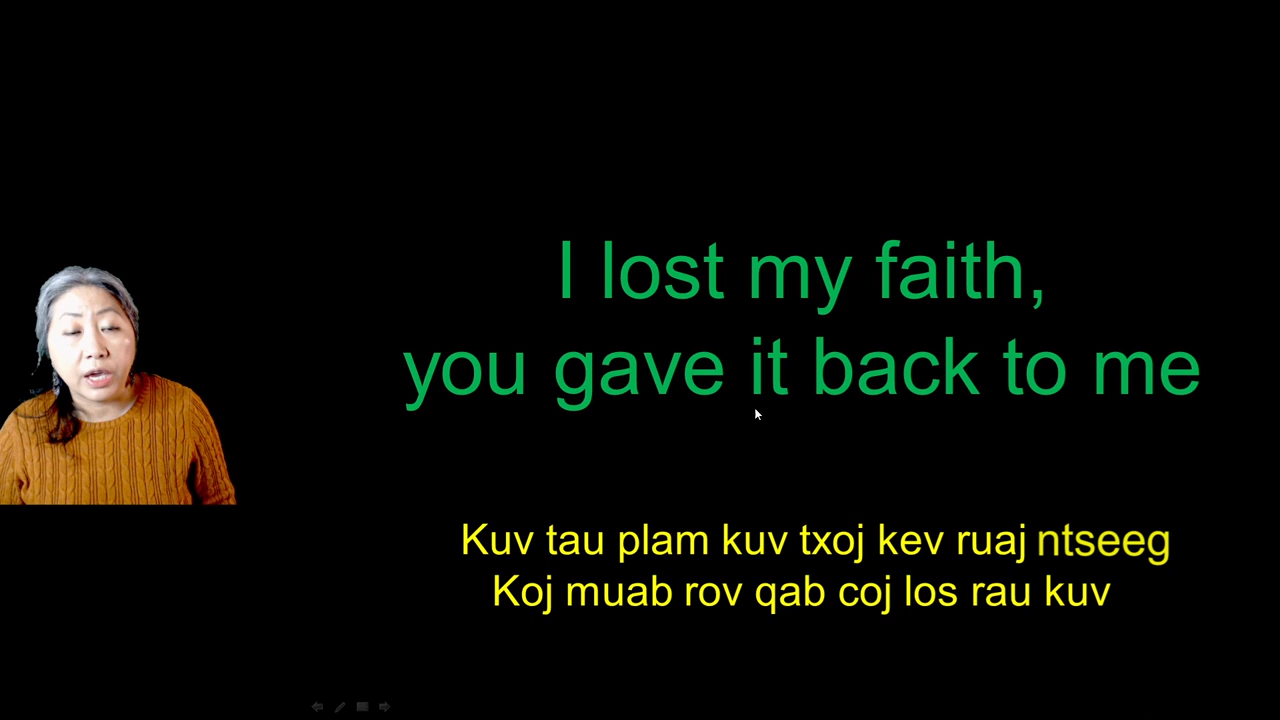 I lost my faith,
you gave it back to me
Kuv tau plam kuv txoj kev ruaj ntseeg
Koj muab rov qab coj los rau kuv